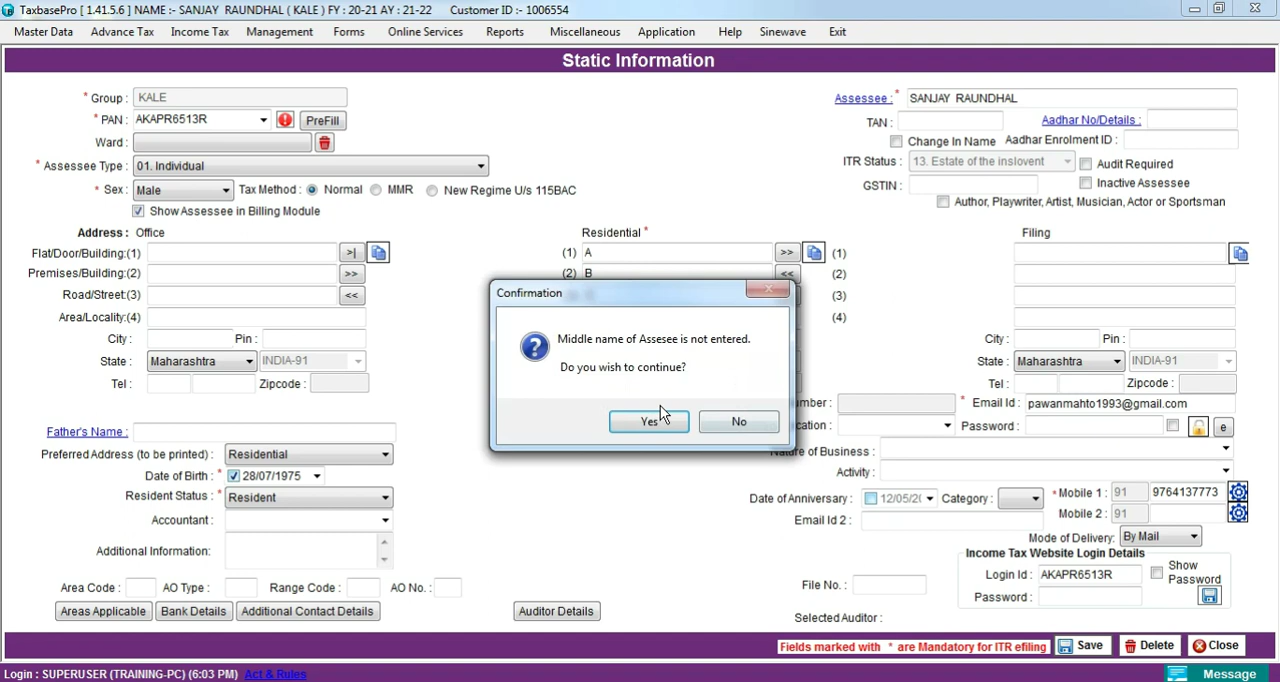 TaxbasePro [ 1.41.5.6 ] NAME :- SANJAY RAUNDHAL ( KALE ) FY : 20-21 AY : 21-22 Customer ID :- 1006554
Master Data Advance Tax Income Tax Management Forms Online Services Reports Miscellaneous Application Help Sinewave Exit
Static Information
* Group : KALE
Assessee : * SANJAY RAUNDHAL
* PAN : AKAPR6513R PreFill
TAN : Aadhar No/Details :
Ward :
Change In Name Aadhar Enrolment ID :
* Assessee Type : 01. Individual
ITR Status : 13. Estate of the inslovent Audit Required
* Sex : Male Tax Method : Normal MMR New Regime U/s 115BAC
GSTIN : Inactive Assessee
Show Assessee in Billing Module
Author, Playwriter, Artist, Musician, Actor or Sportsman
Address : Office Residential * Filing
Flat/Door/Building:(1) >| (1) A >> (1)
Premises/Building:(2) >> (2) B << (2)
Road/Street:(3) << (3)
Area/Locality:(4) (4)
City : Pin : City : Pin :
State : Maharashtra INDIA-91 State : Maharashtra INDIA-91
Tel : Zipcode : Tel : Zipcode :
Confirmation
Middle name of Assesee is not entered.
Do you wish to continue?
Yes No
mber : * Email Id : pawanmahto1993@gmail.com
cation : Password : e
Father's Name :
Nature of Business :
Preferred Address (to be printed) : Residential
Activity :
Date of Birth : * 28/07/1975
Resident Status : * Resident
Date of Anniversary : 12/05/20 Category : * Mobile 1 : 91 9764137773
Accountant :
Email Id 2 : Mobile 2 : 91
Additional Information:
Mode of Delivery: By Mail
Income Tax Website Login Details
Login Id : AKAPR6513R Show Password
Password :
Area Code : AO Type : Range Code : AO No. :
File No. :
Areas Applicable Bank Details Additional Contact Details Auditor Details
Selected Auditor :
Fields marked with * are Mandatory for ITR efiling Save Delete Close
Login : SUPERUSER (TRAINING-PC) (6:03 PM) Act & Rules Message